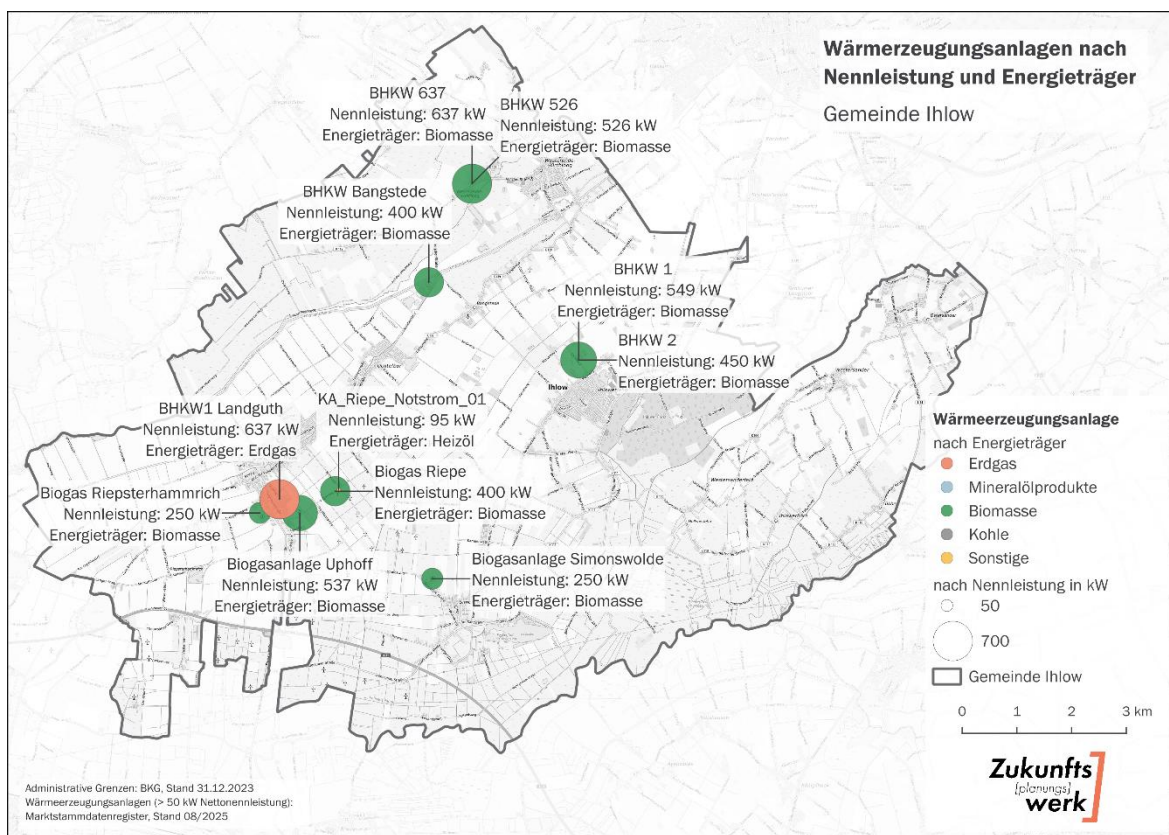 Wärmerzeugungsanlagen nach
Nennleistung und Energieträger
Gemeinde Ihlow
BHKW 637
Nennleistung: 637 kW
Energieträger: Biomasse
BHKW 526
Nennleistung: 526 kW
Energieträger: Biomasse
BHKW Bangstede
Nennleistung: 400 kW
Energieträger: Biomasse
BHKW 1
Nennleistung: 549 kW
Energieträger: Biomasse
BHKW 2
Nennleistung: 450 kW
Energieträger: Biomasse
Ihlow
KA_Riepe_Notstrom_01
Nennleistung: 95 kW
Energieträger: Heizöl
BHKW1 Landguth
Nennleistung: 637 kW
Energieträger: Erdgas
Biogas Riepe
Nennleistung: 400 kW
Energieträger: Biomasse
Biogas Riepsterhammrich
Nennleistung: 250 kW
Energieträger: Biomasse
Biogasanlage Uphoff
Nennleistung: 537 kW
Energieträger: Biomasse
Biogasanlage Simonswolde
Nennleistung: 250 kW
Energieträger: Biomasse
Wärmeerzeugungsanlage
nach Energieträger
Erdgas
Mineralölprodukte
Biomasse
Kohle
Sonstige
nach Nennleistung in kW
50
700
Gemeinde Ihlow
0 1 2 3 km
Zukunfts
[planungs]
werk
Administrative Grenzen: BKG, Stand 31.12.2023
Wärmeerzeugungsanlagen (> 50 kW Nettonennleistung):
Marktstammdatenregister, Stand 08/2025